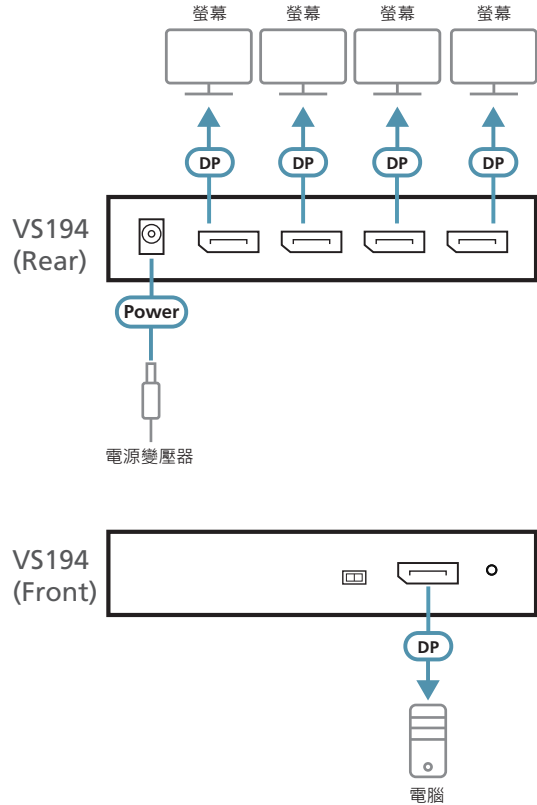 螢幕 螢幕 螢幕 螢幕
DP DP DP DP
VS194
(Rear)
Power
電源變壓器
VS194
(Front)
DP
電腦